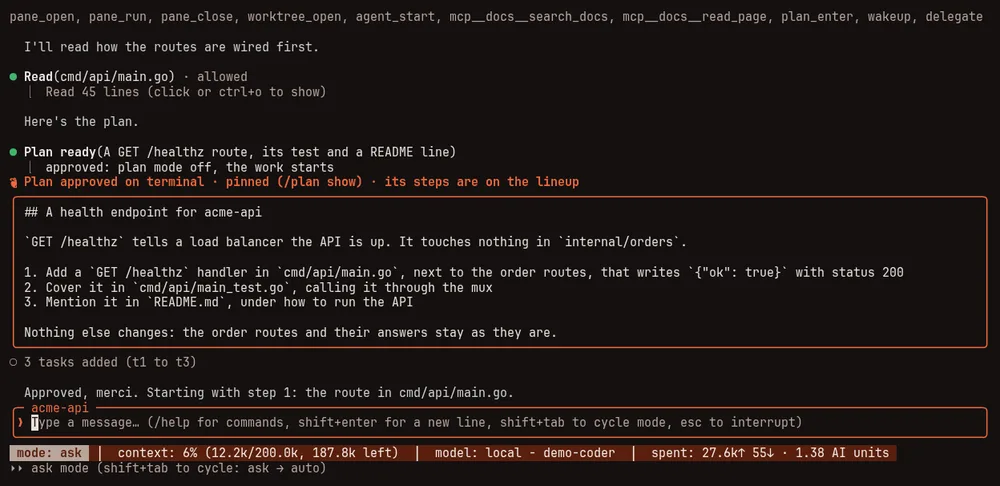 pane_open, pane_run, pane_close, worktree_open, agent_start, mcp__docs__search_docs, mcp__docs__read_page, plan_enter, wakeup, delegate
I'll read how the routes are wired first.
● Read(cmd/api/main.go) · allowed
Read 45 lines (click or ctrl+o to show)
Here's the plan.
● Plan ready(A GET /healthz route, its test and a README line)
approved: plan mode off, the work starts
Plan approved on terminal · pinned (/plan show) · its steps are on the lineup
## A health endpoint for acme-api
`GET /healthz` tells a load balancer the API is up. It touches nothing in `internal/orders`.
1. Add a `GET /healthz` handler in `cmd/api/main.go`, next to the order routes, that writes `{"ok": true}` with status 200
2. Cover it in `cmd/api/main_test.go`, calling it through the mux
3. Mention it in `README.md`, under how to run the API
Nothing else changes: the order routes and their answers stay as they are.
○ 3 tasks added (t1 to t3)
Approved, merci. Starting with step 1: the route in cmd/api/main.go.
acme-api
❯ Type a message… (/help for commands, shift+enter for a new line, shift+tab to cycle mode, esc to interrupt)
mode: ask | context: 6% (12.2k/200.0k, 187.8k left) | model: local - demo-coder | spent: 27.6k↑ 55↓ · 1.38 AI units
▸▸ ask mode (shift+tab to cycle: ask → auto)